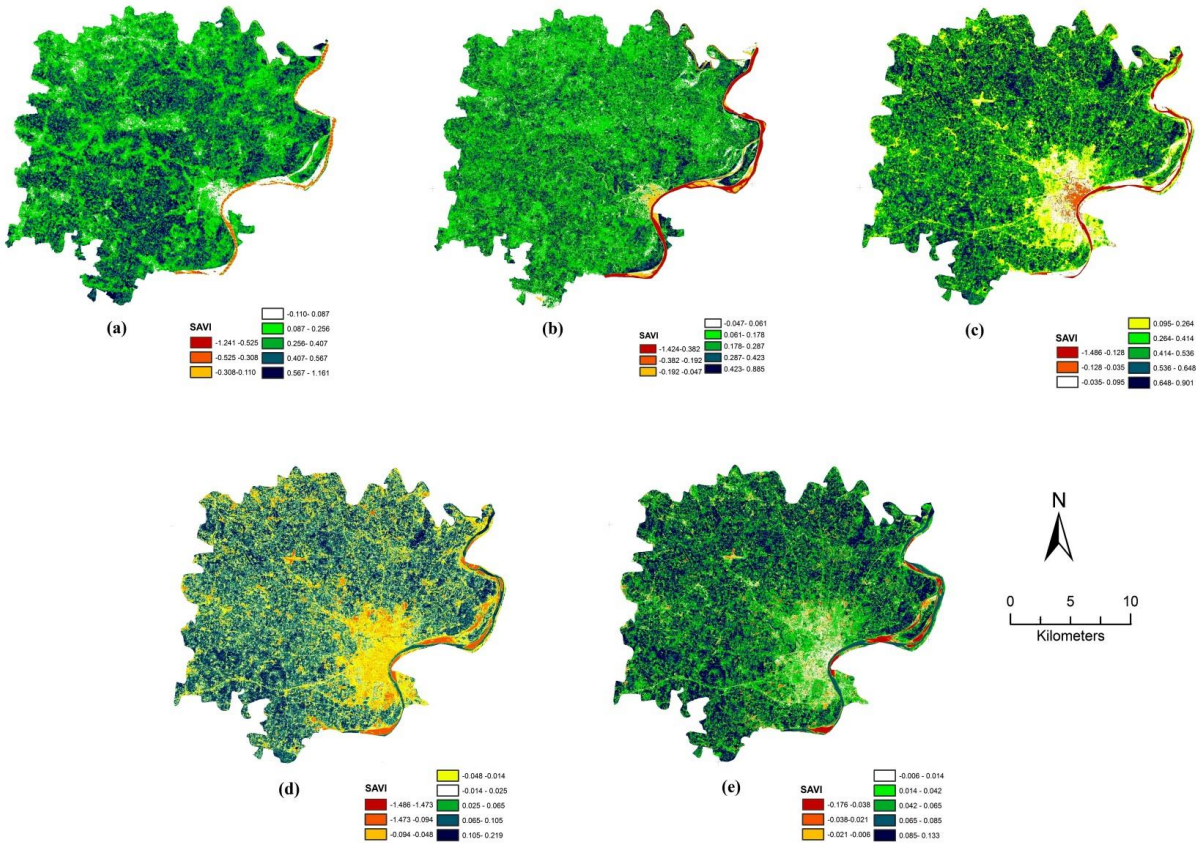 (a)
SAVI
-1.241 -0.525
-0.525 -0.308
-0.308-0.110
-0.110- 0.087
0.087 - 0.256
0.256- 0.407
0.407- 0.567
0.567 - 1.161
(b)
SAVI
-1.424-0.382
-0.382 -0.192
-0.192 -0.047
-0.047- 0.061
0.061- 0.178
0.178- 0.287
0.287- 0.423
0.423- 0.885
(c)
SAVI
-1.486 -0.128
-0.128 -0.035
-0.035- 0.095
0.095- 0.264
0.264- 0.414
0.414- 0.536
0.536 - 0.648
0.648- 0.901
(d)
SAVI
-1.486 -1.473
-1.473 -0.094
-0.094 -0.048
-0.048 -0.014
-0.014 - 0.025
0.025 - 0.065
0.065- 0.105
0.105- 0.219
(e)
SAVI
-0.176 -0.038
-0.038-0.021
-0.021 -0.006
-0.006 - 0.014
0.014 - 0.042
0.042 - 0.065
0.065 - 0.085
0.085- 0.133
N
0 5 10
Kilometers